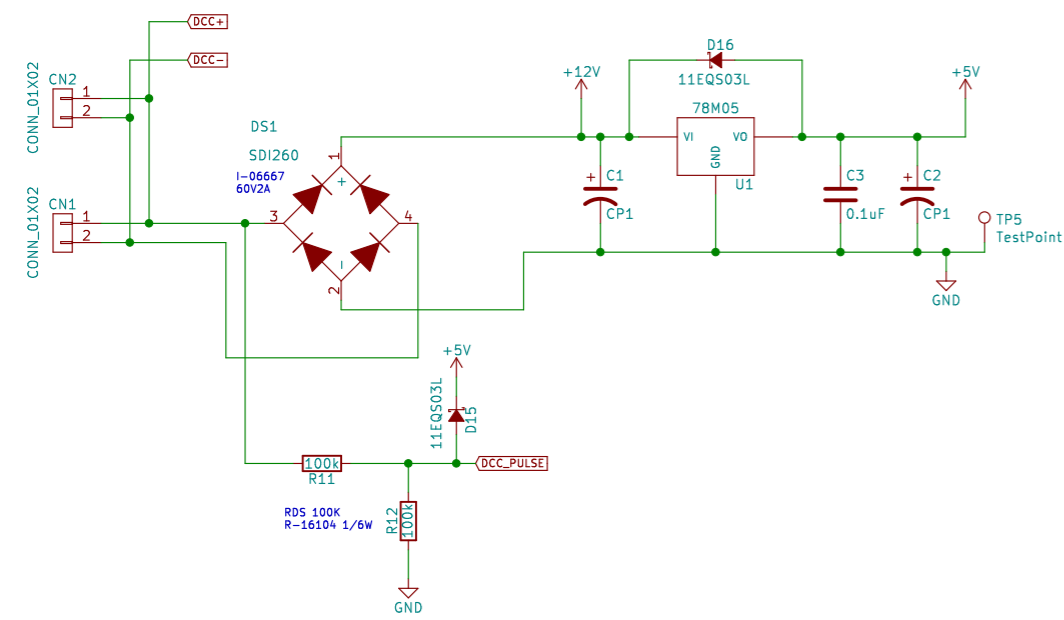 DCC+
DCC-
CN2
CONN_01X02
1
2
CN1
CONN_01X02
1
2
DS1
SDI260
I-06667
60V2A
1
+
3
4
-
2
+12V
D16
11EQS03L
78M05
VI
VO
GND
U1
+5V
+
C1
CP1
C3
0.1uF
+
C2
CP1
TP5
TestPoint
GND
+5V
11EQS03L
D15
100k
R11
DCC_PULSE
RDS 100K
R-16104 1/6W
R12
100k
GND